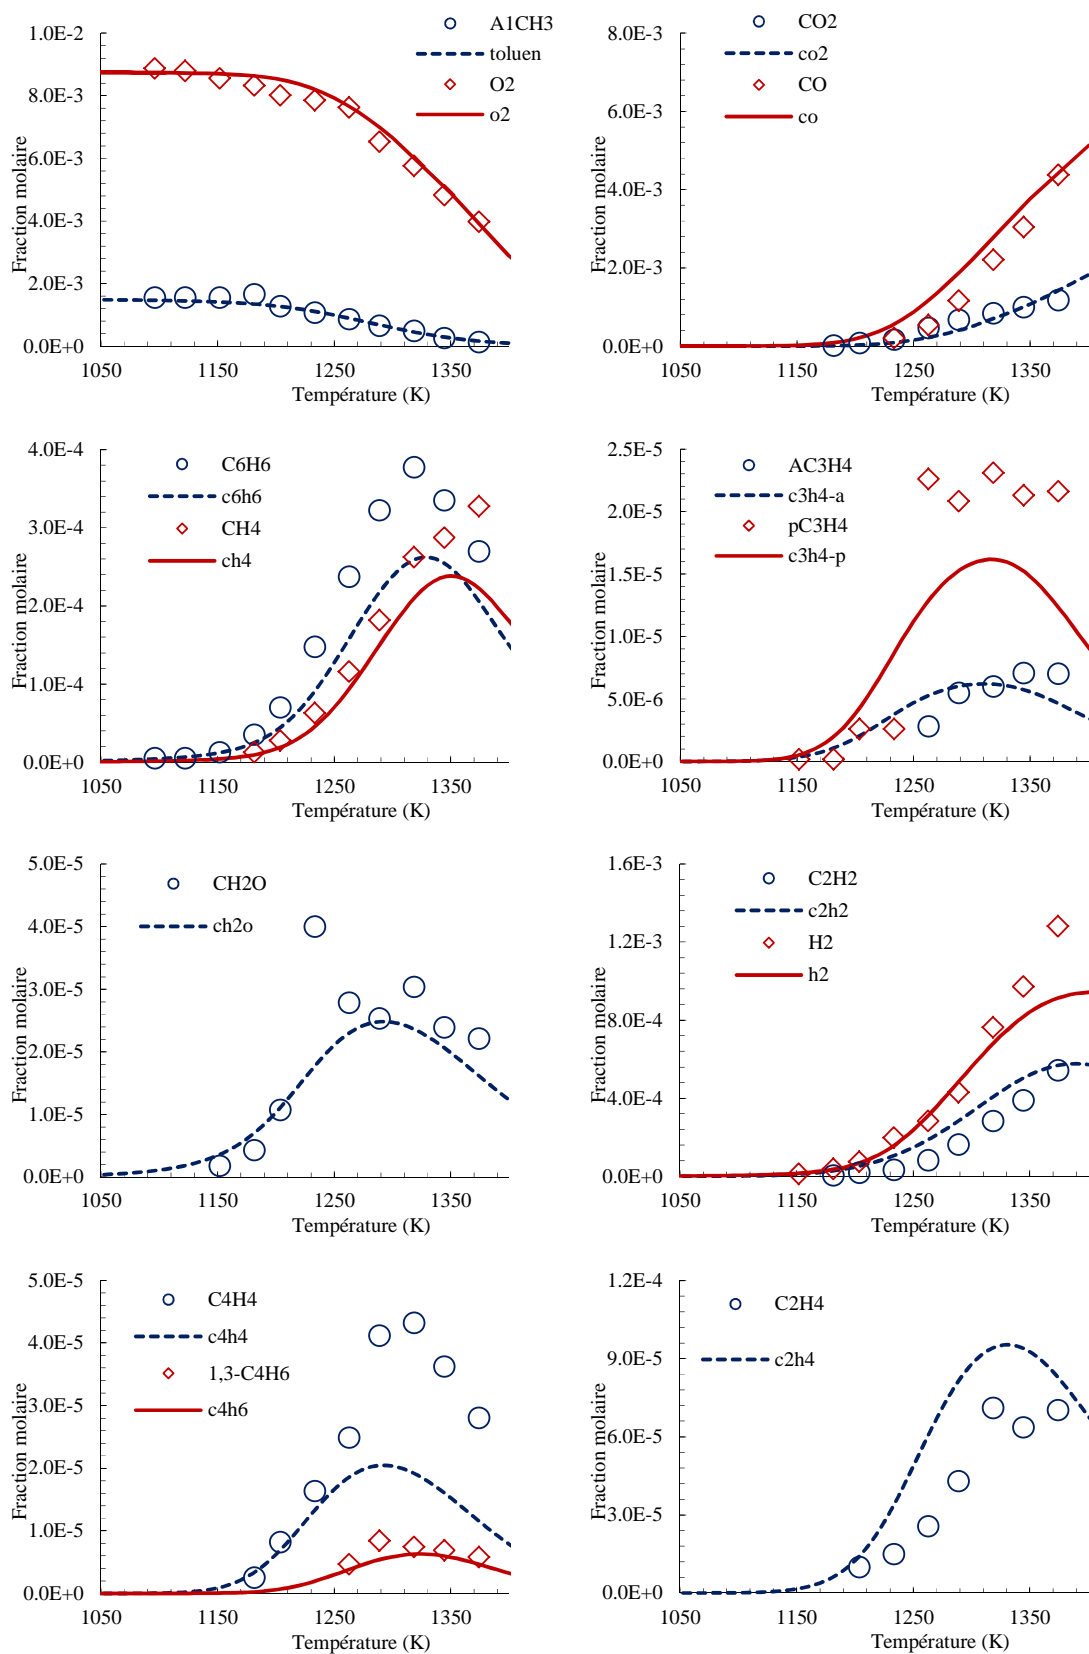 A1CH3
toluen
O2
o2
1.0E-2
8.0E-3
6.0E-3
4.0E-3
2.0E-3
0.0E+0
Fraction molaire
1050
1150
1250
1350
Température (K)
CO2
co2
CO
co
8.0E-3
6.0E-3
4.0E-3
2.0E-3
0.0E+0
Fraction molaire
1050
1150
1250
1350
Température (K)
C6H6
c6h6
CH4
ch4
4.0E-4
3.0E-4
2.0E-4
1.0E-4
0.0E+0
Fraction molaire
1050
1150
1250
1350
Température (K)
AC3H4
c3h4-a
pC3H4
c3h4-p
2.5E-5
2.0E-5
1.5E-5
1.0E-5
5.0E-6
0.0E+0
Fraction molaire
1050
1150
1250
1350
Température (K)
CH2O
ch2o
5.0E-5
4.0E-5
3.0E-5
2.0E-5
1.0E-5
0.0E+0
Fraction molaire
1050
1150
1250
1350
Température (K)
C2H2
c2h2
H2
h2
1.6E-3
1.2E-3
8.0E-4
4.0E-4
0.0E+0
Fraction molaire
1050
1150
1250
1350
Température (K)
C4H4
c4h4
1,3-C4H6
c4h6
5.0E-5
4.0E-5
3.0E-5
2.0E-5
1.0E-5
0.0E+0
Fraction molaire
1050
1150
1250
1350
Température (K)
C2H4
c2h4
1.2E-4
9.0E-5
6.0E-5
3.0E-5
0.0E+0
Fraction molaire
1050
1150
1250
1350
Température (K)